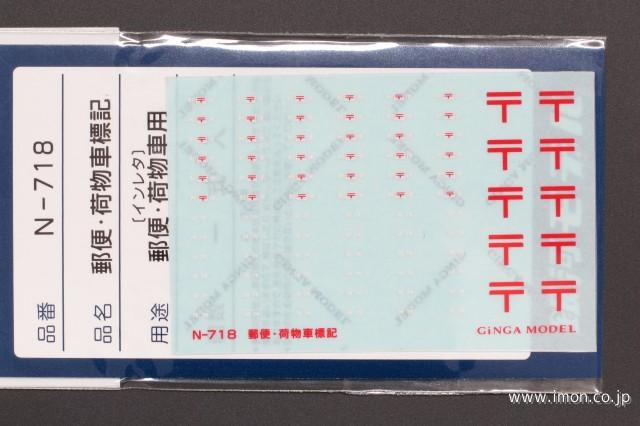 品番 N-718
品名 郵便・荷物車標記
〔インレタ〕
用途 郵便・荷物車用
〒 〒 〒 〒 〒 〒 〒 〒
〒 〒 〒 〒 〒 〒 〒 〒
〒 〒 〒 〒 〒 〒 〒 〒
〒 〒 〒 〒 〒 〒 〒 〒
〒 〒 〒 〒 〒 〒 〒 〒
〒 〒 〒 〒 〒 〒
GINGA MODEL
N-718 郵便・荷物車標記
GiNGA MODEL
www.imon.co.jp